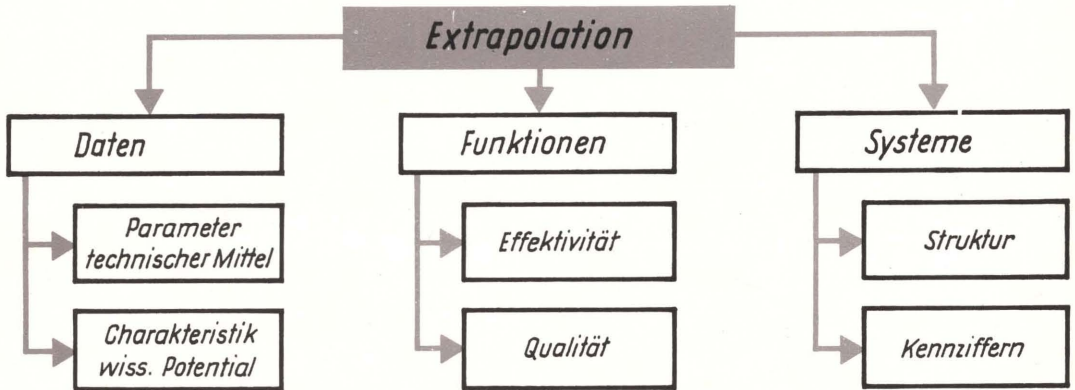 Extrapolation
Daten
Parameter
technischer Mittel
Charakteristik
wiss. Potential
Funktionen
Effektivität
Qualität
Systeme
Struktur
Kennziffern